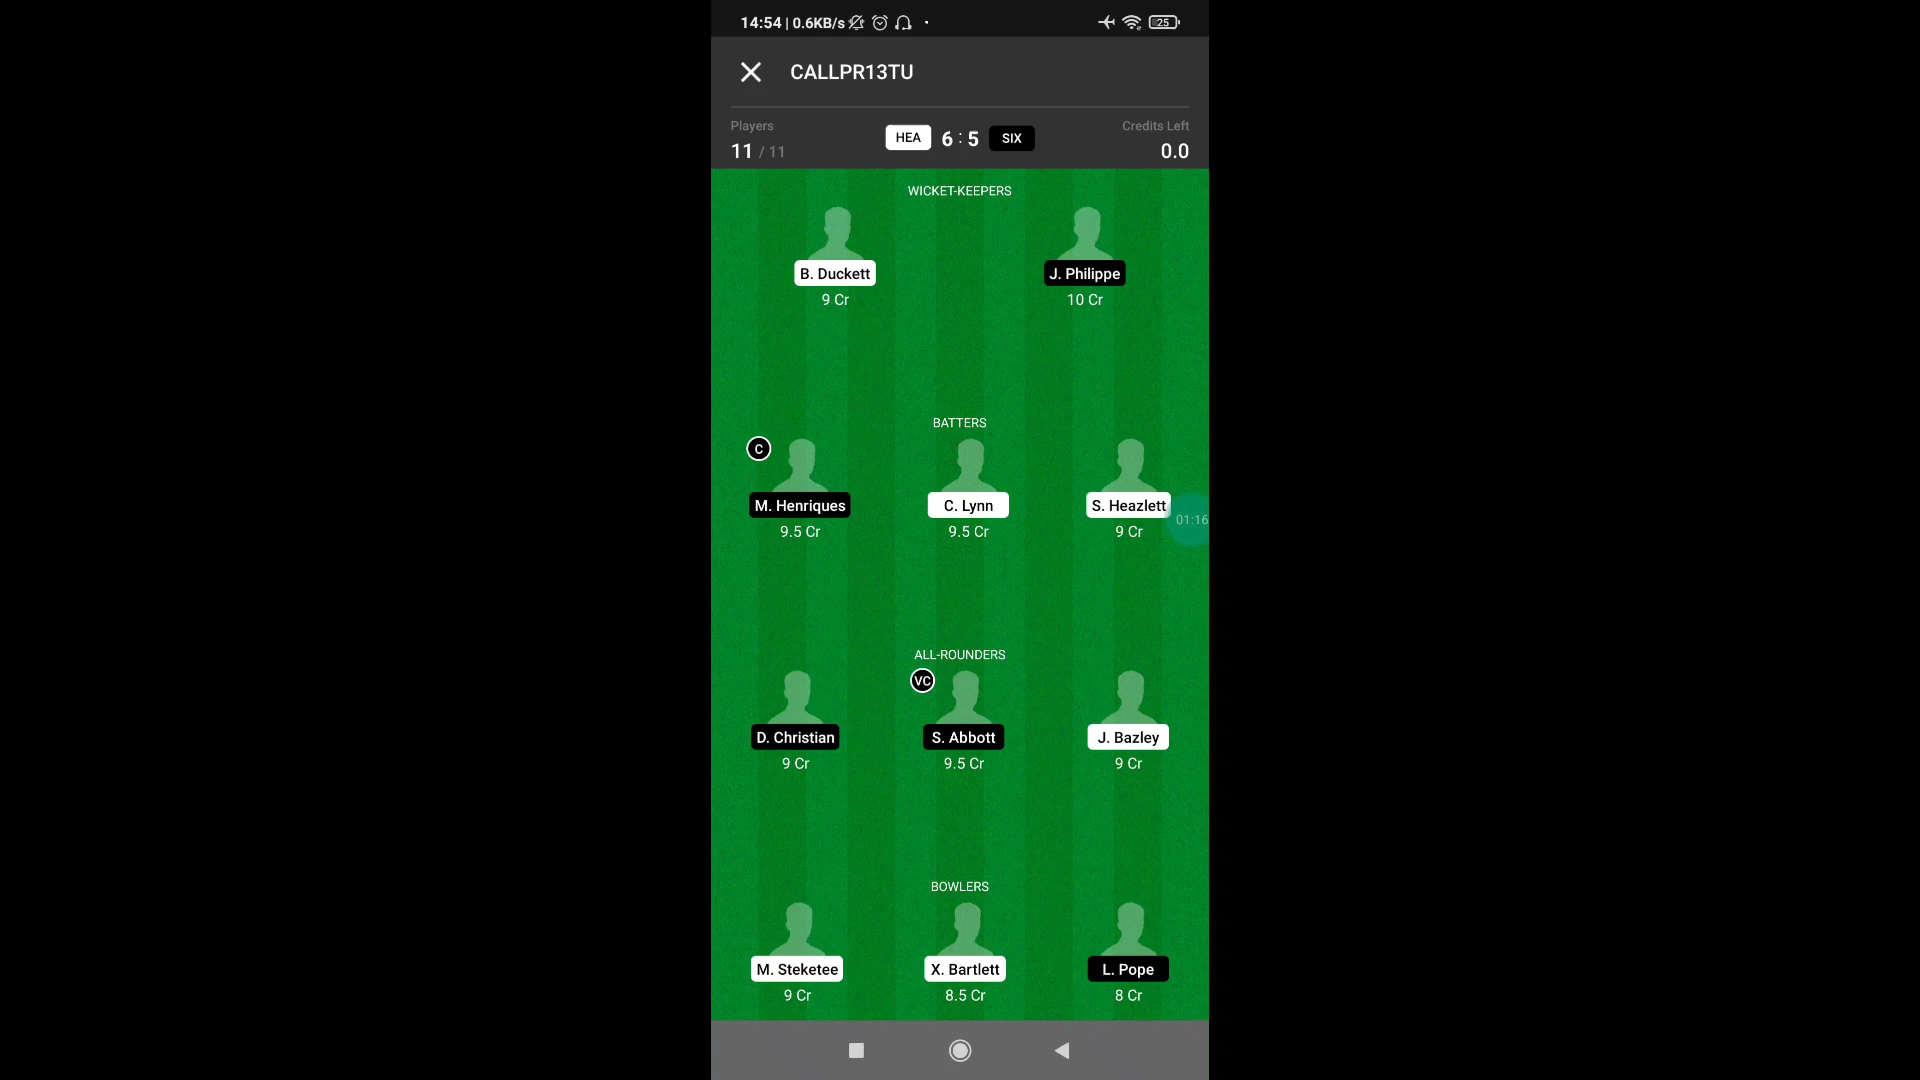 14:54 | 0.6KB/s 25
CALLPR13TU
Players Credits Left
11 / 11 HEA 6 : 5 SIX 0.0
WICKET-KEEPERS
B. Duckett J. Philippe
9 Cr 10 Cr
BATTERS
C
M. Henriques C. Lynn S. Heazlett
01:16
9.5 Cr 9.5 Cr 9 Cr
ALL-ROUNDERS
VC
D. Christian S. Abbott J. Bazley
9 Cr 9.5 Cr 9 Cr
BOWLERS
M. Steketee X. Bartlett L. Pope
9 Cr 8.5 Cr 8 Cr